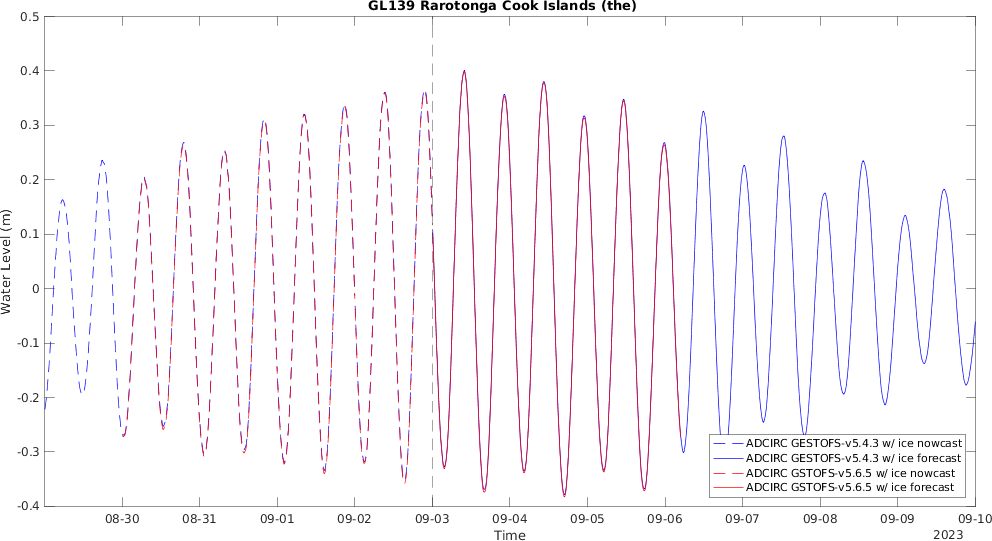 GL139 Rarotonga Cook Islands (the)
0.5
0.4
0.3
0.2
0.1
0
-0.1
-0.2
-0.3
-0.4
Water Level (m)
ADCIRC GESTOFS-v5.4.3 w/ ice nowcast
ADCIRC GESTOFS-v5.4.3 w/ ice forecast
ADCIRC GSTOFS-v5.6.5 w/ ice nowcast
ADCIRC GSTOFS-v5.6.5 w/ ice forecast
08-30 08-31 09-01 09-02 09-03 09-04 09-05 09-06 09-07 09-08 09-09 09-10
Time
2023